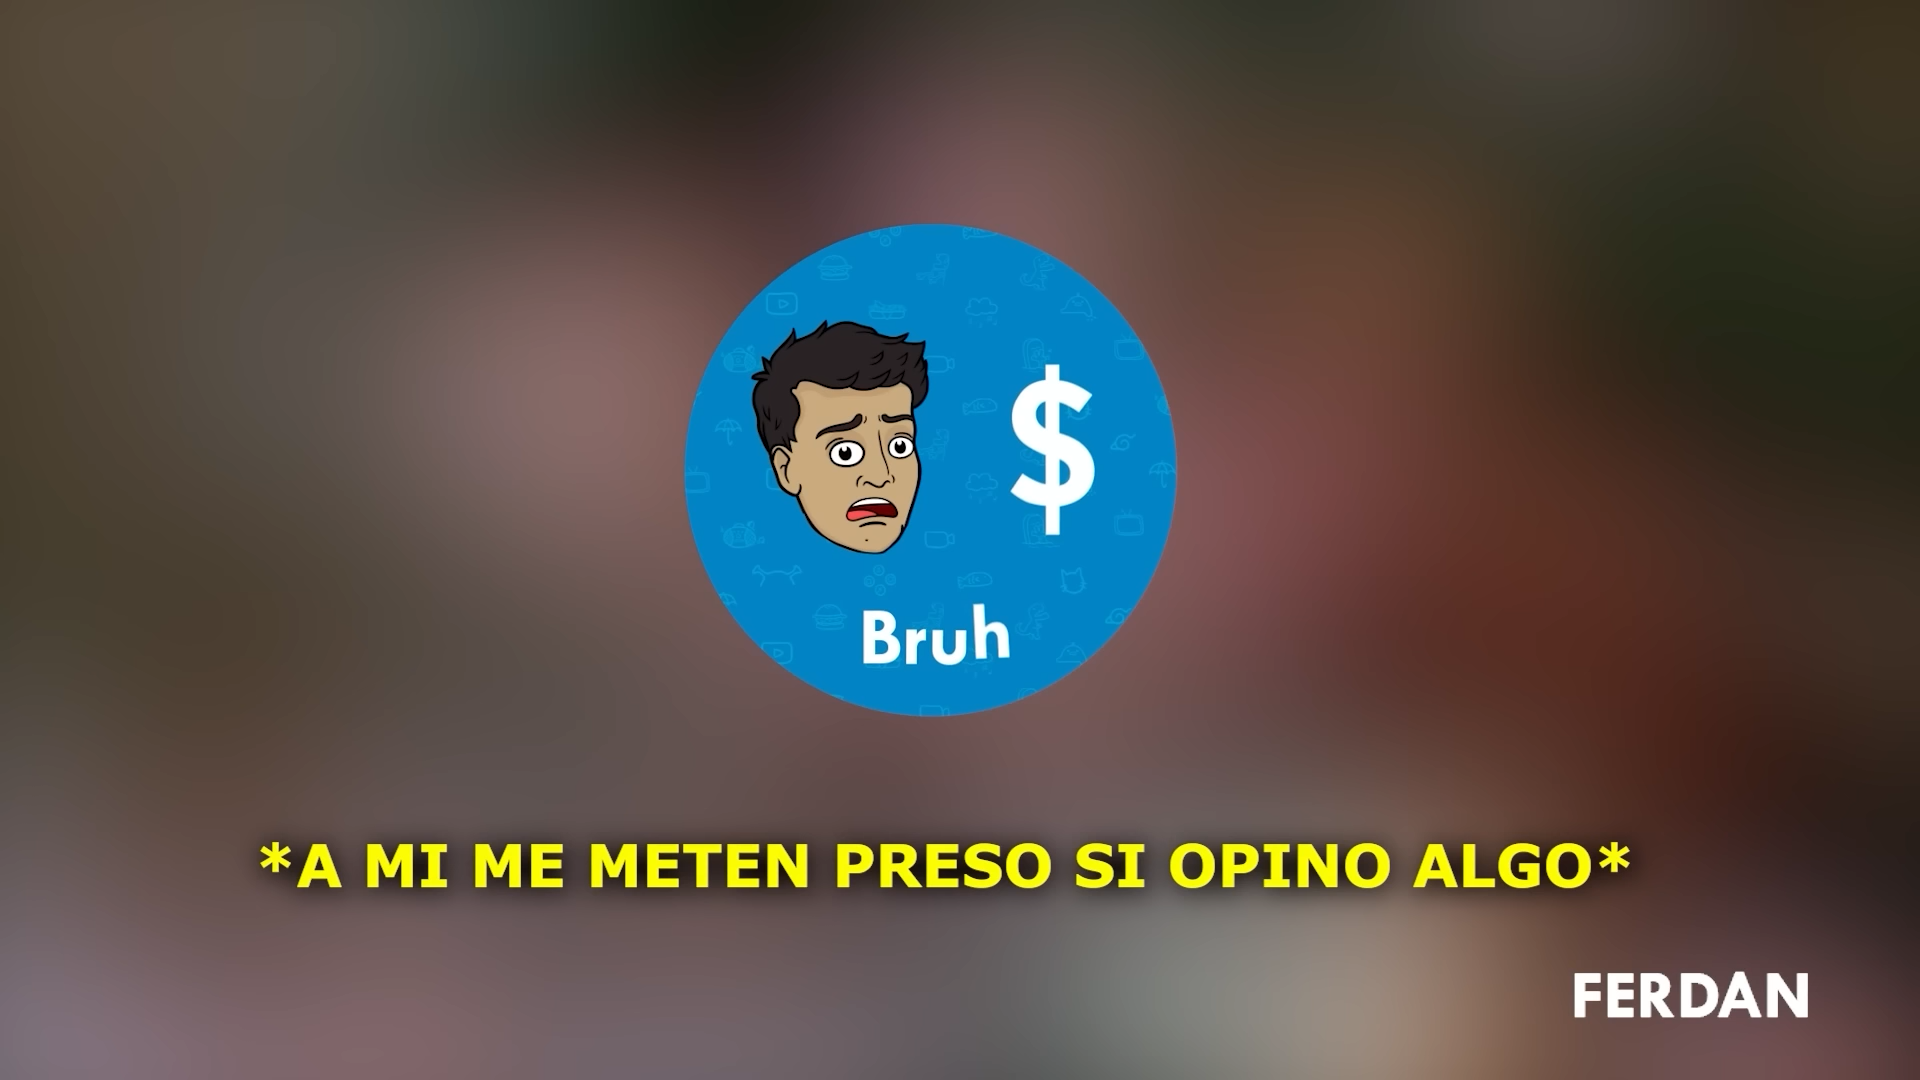 $
Bruh
*A MI ME METEN PRESO SI OPINO ALGO*
FERDAN